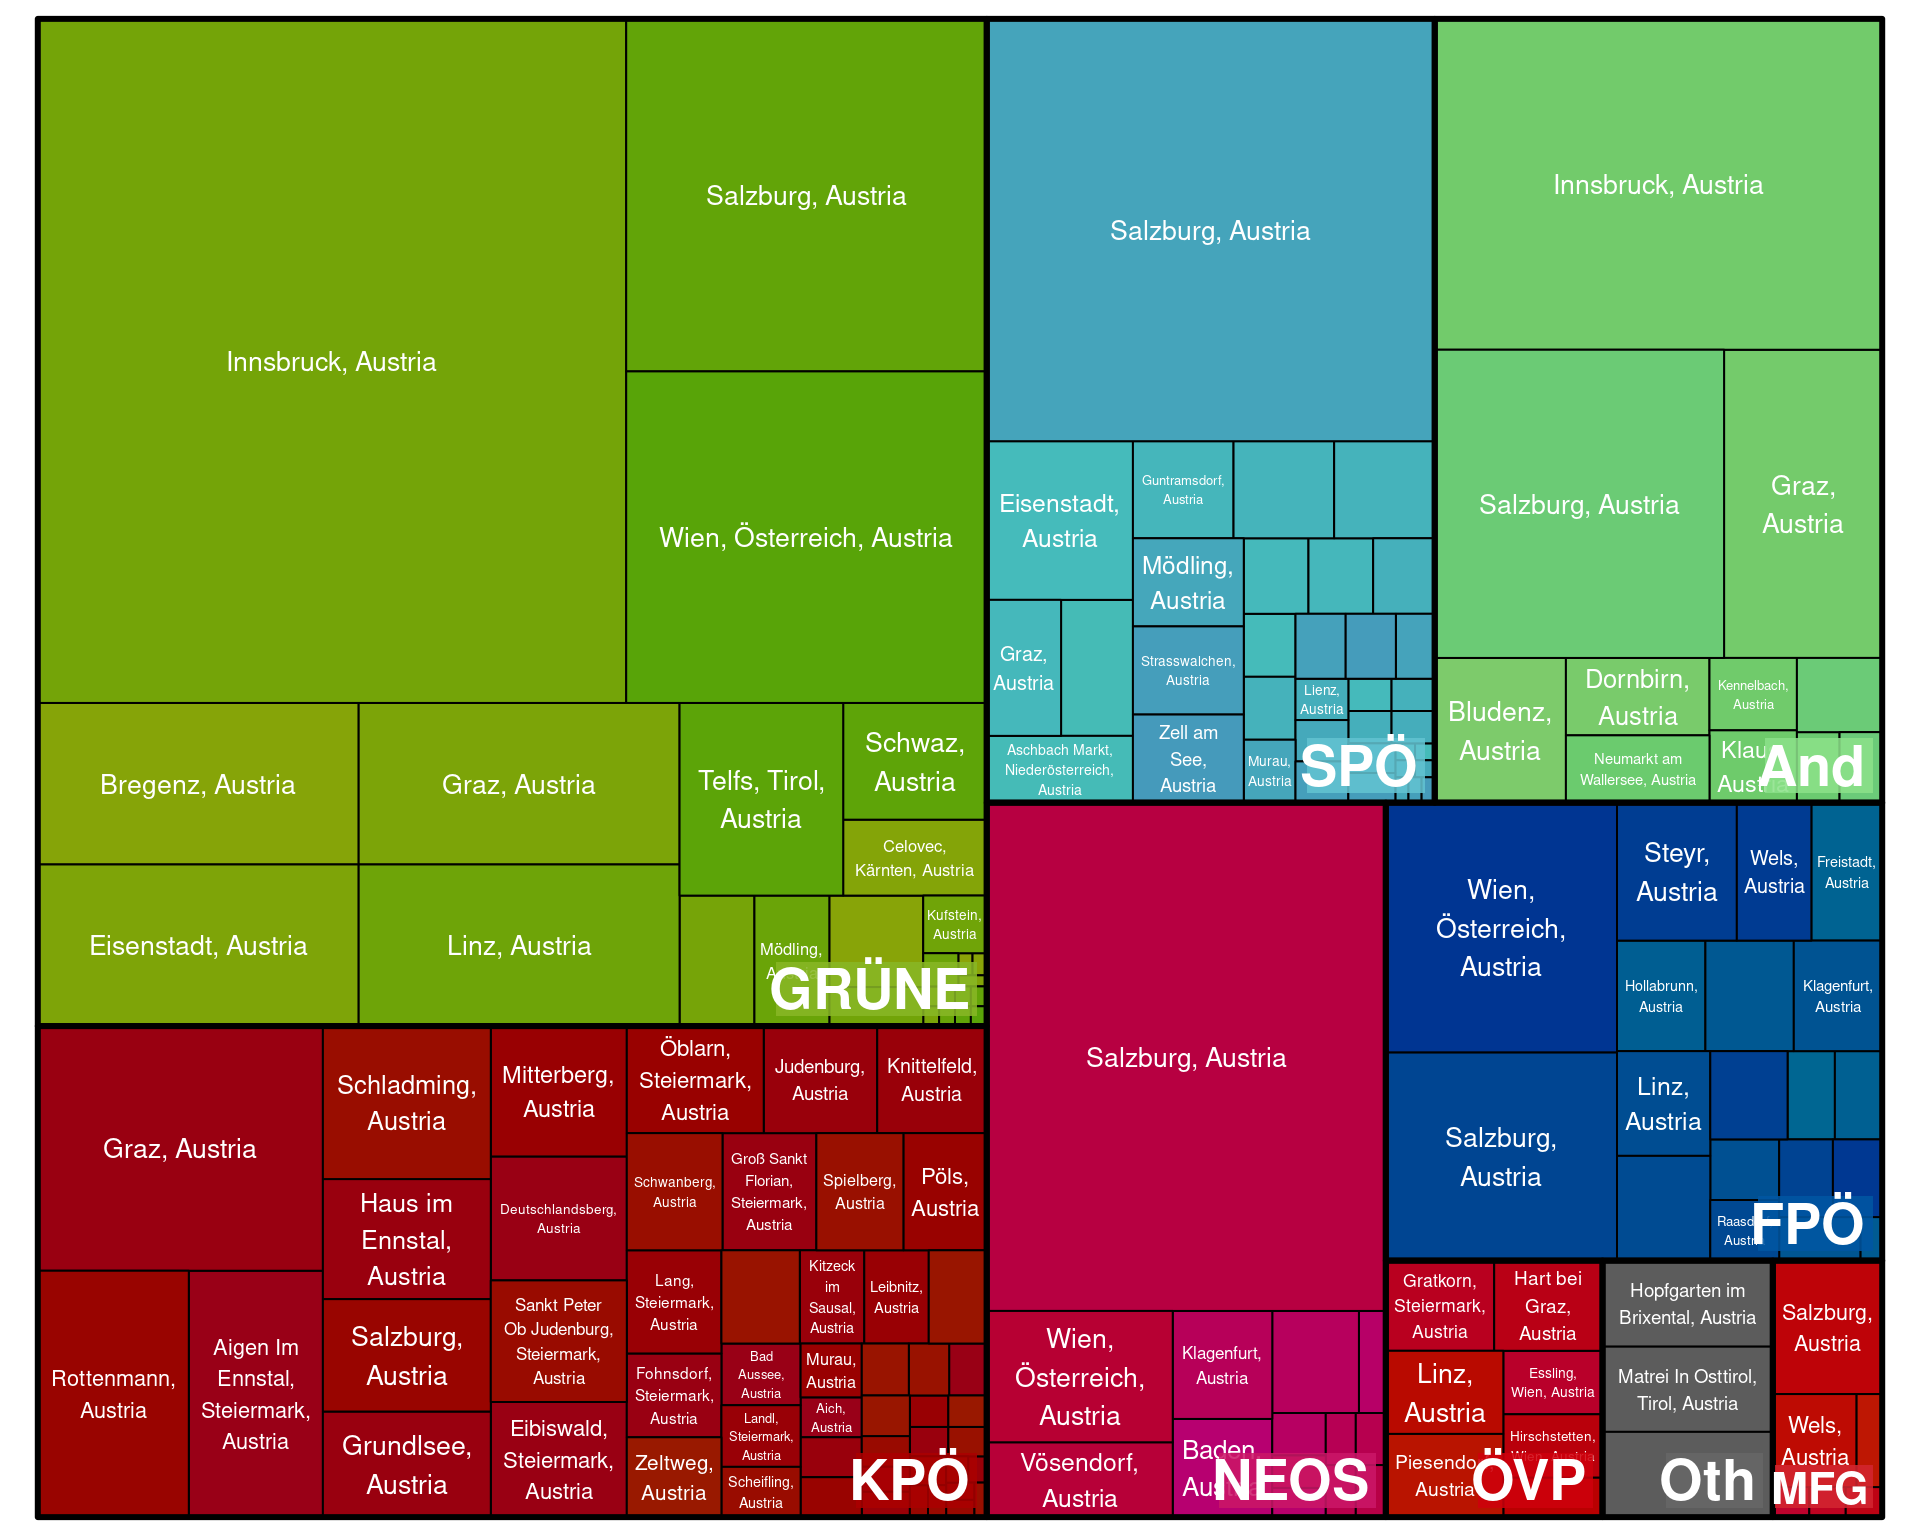 Innsbruck, Austria
Salzburg, Austria
Wien, Österreich, Austria
Bregenz, Austria
Graz, Austria
Telfs, Tirol,
Austria
Schwaz,
Austria
Celovec,
Kärnten, Austria
Eisenstadt, Austria
Linz, Austria
Mödling,
Kufstein,
Austria
GRÜNE
Salzburg, Austria
Eisenstadt,
Austria
Guntramsdorf,
Austria
Mödling,
Austria
Graz,
Austria
Strasswalchen,
Austria
Lienz,
Austria
Aschbach Markt,
Niederösterreich,
Austria
Zell am
See,
Austria
Murau,
Austria
SPÖ
Innsbruck, Austria
Salzburg, Austria
Graz,
Austria
Bludenz,
Austria
Dornbirn,
Austria
Kennelbach,
Austria
Neumarkt am
Wallersee, Austria
And
Graz, Austria
Schladming,
Austria
Mitterberg,
Austria
Öblarn,
Steiermark,
Austria
Judenburg,
Austria
Knittelfeld,
Austria
Haus im
Ennstal,
Austria
Deutschlandsberg,
Austria
Schwanberg,
Austria
Groß Sankt
Florian,
Steiermark,
Austria
Spielberg,
Austria
Pöls,
Austria
Rottenmann,
Austria
Aigen Im
Ennstal,
Steiermark,
Austria
Salzburg,
Austria
Sankt Peter
Ob Judenburg,
Steiermark,
Austria
Lang,
Steiermark,
Austria
Kitzeck
im
Sausal,
Austria
Leibnitz,
Austria
Grundlsee,
Austria
Eibiswald,
Steiermark,
Austria
Fohnsdorf,
Steiermark,
Austria
Bad
Aussee,
Austria
Murau,
Austria
Aich,
Austria
Landl,
Steiermark,
Austria
Zeltweg,
Austria
Scheifling,
Austria
KPÖ
Salzburg, Austria
Wien,
Österreich,
Austria
Klagenfurt,
Austria
Vösendorf,
Austria
Baden,
NEOS
Wien,
Österreich,
Austria
Steyr,
Austria
Wels,
Austria
Freistadt,
Austria
Hollabrunn,
Austria
Klagenfurt,
Austria
Salzburg,
Austria
Linz,
Austria
FPÖ
Gratkorn,
Steiermark,
Austria
Hart bei
Graz,
Austria
Linz,
Austria
Essling,
Wien, Austria
Hirschstetten,
Wien, Austria
Austria
ÖVP
Hopfgarten im
Brixental, Austria
Matrei In Osttirol,
Tirol, Austria
Oth
Salzburg,
Austria
Wels,
Austria
MFG